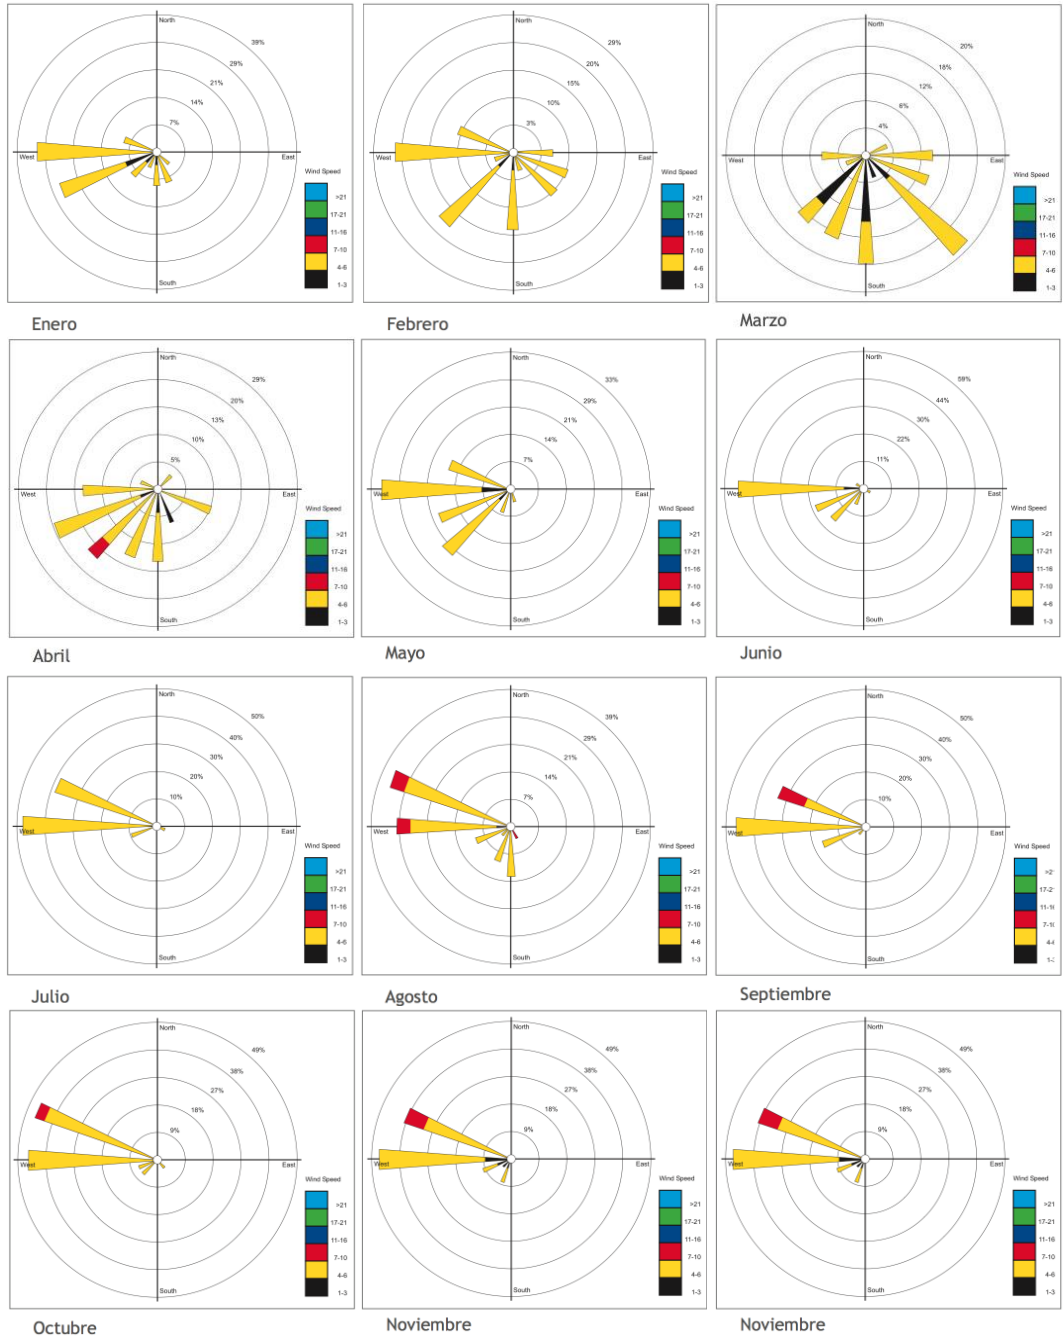 North
39%
29%
21%
14%
7%
West
East
Wind Speed
>21
17-21
11-16
7-10
4-6
1-3
South
Enero
North
29%
20%
15%
10%
3%
West
East
Wind Speed
>21
17-21
11-16
7-10
4-6
1-3
South
Febrero
North
20%
18%
12%
6%
4%
West
East
Wind Speed
>21
17-21
11-16
7-10
4-6
1-3
South
Marzo
North
29%
20%
13%
10%
5%
West
East
Wind Speed
>21
17-21
11-16
7-10
4-6
1-3
South
Abril
North
33%
29%
21%
14%
7%
West
East
Wind Speed
>21
17-21
11-16
7-10
4-6
1-3
South
Mayo
North
59%
44%
30%
22%
11%
West
East
Wind Speed
>21
17-21
11-16
7-10
4-6
1-3
South
Junio
North
50%
40%
30%
20%
10%
West
East
Wind Speed
>21
17-21
11-16
7-10
4-6
1-3
South
Julio
North
39%
29%
21%
14%
7%
West
East
Wind Speed
>21
17-21
11-16
7-10
4-6
1-3
South
Agosto
North
50%
40%
30%
20%
10%
West
East
Wind Speed
>2
17-2
11-1
7-1
4-
1-
South
Septiembre
North
49%
38%
27%
18%
9%
West
East
Wind Speed
>21
17-21
11-16
7-10
4-6
1-3
South
Octubre
North
49%
38%
27%
18%
9%
West
East
Wind Speed
>21
17-21
11-16
7-10
4-6
1-3
South
Noviembre
North
49%
38%
27%
18%
9%
West
East
Wind Speed
>21
17-21
11-16
7-10
4-6
1-3
South
Noviembre